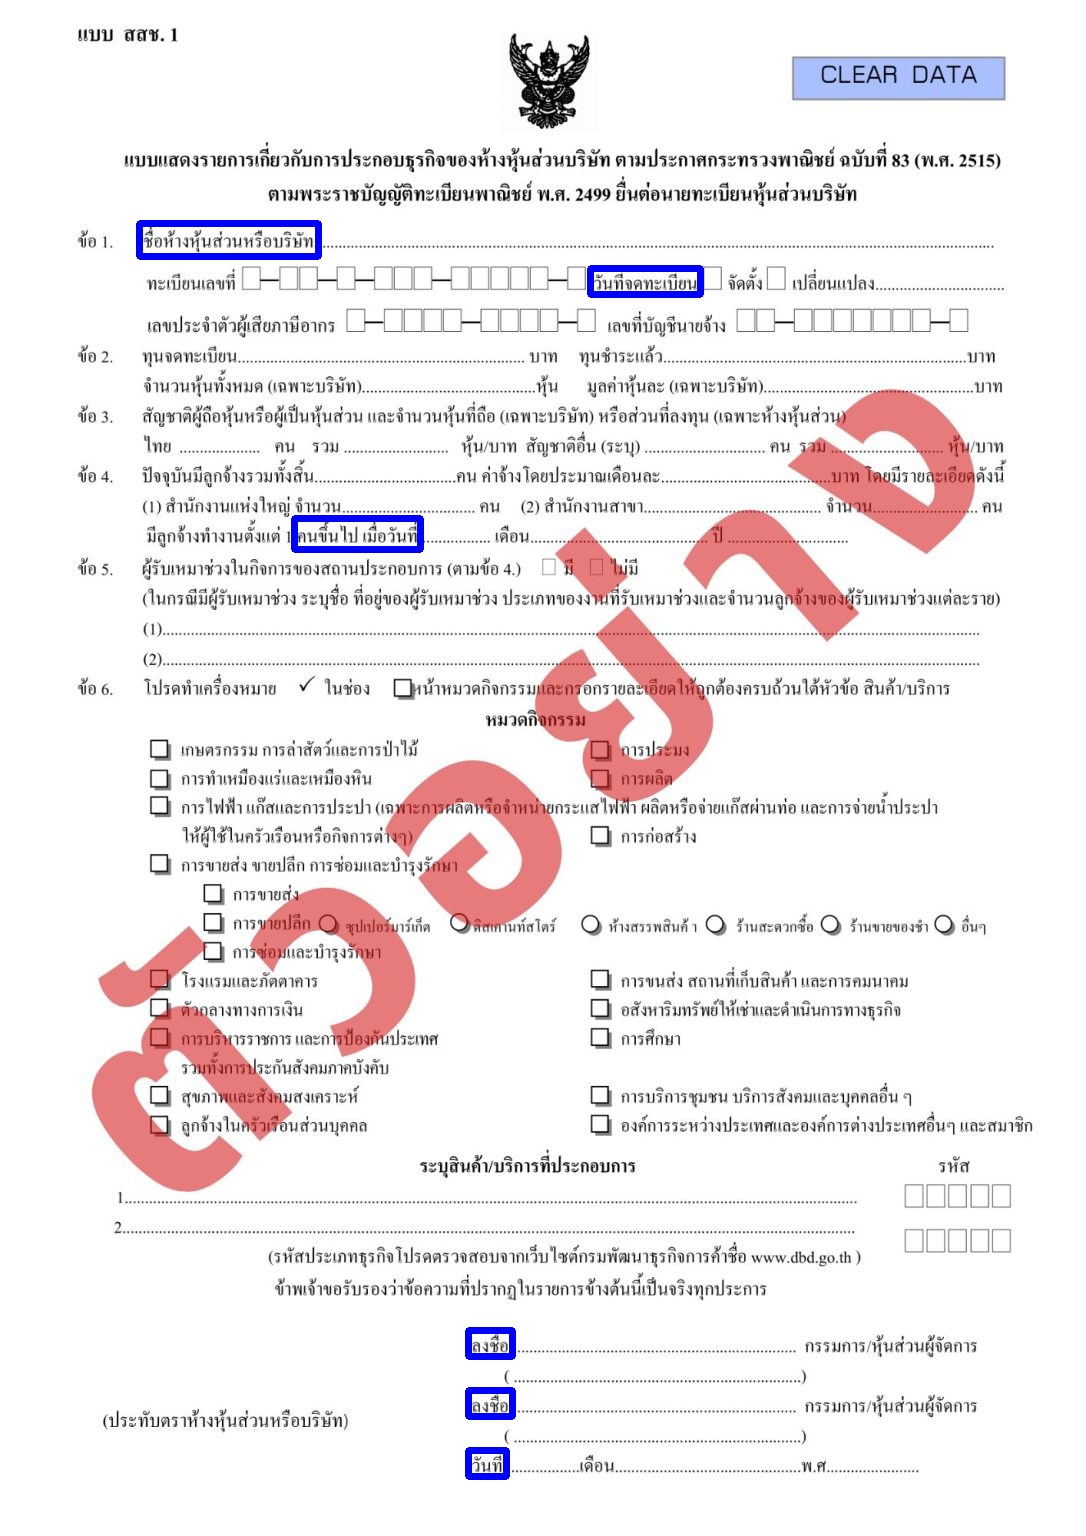 แบบ สสช. 1
CLEAR DATA
แบบแสดงรายการเกี่ยวกับการประกอบธุรกิจของห้างหุ้นส่วนบริษัท ตามประกาศกระทรวงพาณิชย์ ฉบับที่ 83 (พ.ศ. 2515)
ตามพระราชบัญญัติทะเบียนพาณิชย์ พ.ศ. 2499 ยื่นต่อนายทะเบียนหุ้นส่วนบริษัท
ข้อ 1. ชื่อห้างหุ้นส่วนหรือบริษัท
ทะเบียนเลขที่ วันที่จดทะเบียน จัดตั้ง เปลี่ยนแปลง
เลขประจำตัวผู้เสียภาษีอากร เลขที่บัญชีนายจ้าง
ข้อ 2. ทุนจดทะเบียน บาท ทุนชำระแล้ว บาท
จำนวนหุ้นทั้งหมด (เฉพาะบริษัท) หุ้น มูลค่าหุ้นละ (เฉพาะบริษัท) บาท
ข้อ 3. สัญชาติผู้ถือหุ้นหรือผู้เป็นหุ้นส่วน และจำนวนหุ้นที่ถือ (เฉพาะบริษัท) หรือส่วนที่ลงทุน (เฉพาะห้างหุ้นส่วน)
ไทย คน รวม หุ้น/บาท สัญชาติอื่น (ระบุ) คน รวม หุ้น/บาท
ข้อ 4. ปัจจุบันมีลูกจ้างรวมทั้งสิ้น คน ค่าจ้างโดยประมาณเดือนละ บาท โดยมีรายละเอียดดังนี้
(1) สำนักงานแห่งใหญ่ จำนวน คน (2) สำนักงานสาขา จำนวน คน
มีลูกจ้างทำงานตั้งแต่ 1 คนขึ้นไป เมื่อวันที่ เดือน ปี
ข้อ 5. ผู้รับเหมาช่วงในกิจการของสถานประกอบการ (ตามข้อ 4.) มี ไม่มี
(ในกรณีมีผู้รับเหมาช่วง ระบุชื่อ ที่อยู่ของผู้รับเหมาช่วง ประเภทของงานที่รับเหมาช่วงและจำนวนลูกจ้างของผู้รับเหมาช่วงแต่ละราย)
(1)
(2)
ข้อ 6. โปรดทำเครื่องหมาย ✓ ในช่อง หน้าหมวดกิจกรรมและกรอกรายละเอียดให้ถูกต้องครบถ้วนใต้หัวข้อ สินค้า/บริการ
หมวดกิจกรรม
เกษตรกรรม การล่าสัตว์และการป่าไม้ การประมง
การทำเหมืองแร่และเหมืองหิน การผลิต
การไฟฟ้า แก๊สและการประปา (เฉพาะการผลิตหรือจำหน่ายกระแสไฟฟ้า ผลิตหรือจ่ายแก๊สผ่านท่อ และการจ่ายน้ำประปา
ให้ผู้ใช้ในครัวเรือนหรือกิจการต่างๆ) การก่อสร้าง
การขายส่ง ขายปลีก การซ่อมและบำรุงรักษา
การขายส่ง
การขายปลีก ซุปเปอร์มาร์เก็ต ดิสเคานท์สโตร์ ห้างสรรพสินค้า ร้านสะดวกซื้อ ร้านขายของชำ อื่นๆ
การซ่อมและบำรุงรักษา
โรงแรมและภัตตาคาร การขนส่ง สถานที่เก็บสินค้า และการคมนาคม
ตัวกลางทางการเงิน อสังหาริมทรัพย์ให้เช่าและดำเนินการทางธุรกิจ
การบริหารราชการ และการป้องกันประเทศ การศึกษา
รวมทั้งการประกันสังคมภาคบังคับ
สุขภาพและสังคมสงเคราะห์ การบริการชุมชน บริการสังคมและบุคคลอื่น ๆ
ลูกจ้างในครัวเรือนส่วนบุคคล องค์การระหว่างประเทศและองค์การต่างประเทศอื่นๆ และสมาชิก
ระบุสินค้า/บริการที่ประกอบการ รหัส
1
2
(รหัสประเภทธุรกิจโปรดตรวจสอบจากเว็บไซต์กรมพัฒนาธุรกิจการค้าชื่อ www.dbd.go.th )
ข้าพเจ้าขอรับรองว่าข้อความที่ปรากฏในรายการข้างต้นนี้เป็นจริงทุกประการ
ลงชื่อ กรรมการ/หุ้นส่วนผู้จัดการ
( )
ลงชื่อ กรรมการ/หุ้นส่วนผู้จัดการ
(ประทับตราห้างหุ้นส่วนหรือบริษัท)
( )
วันที่ เดือน พ.ศ.
ตัวอย่าง